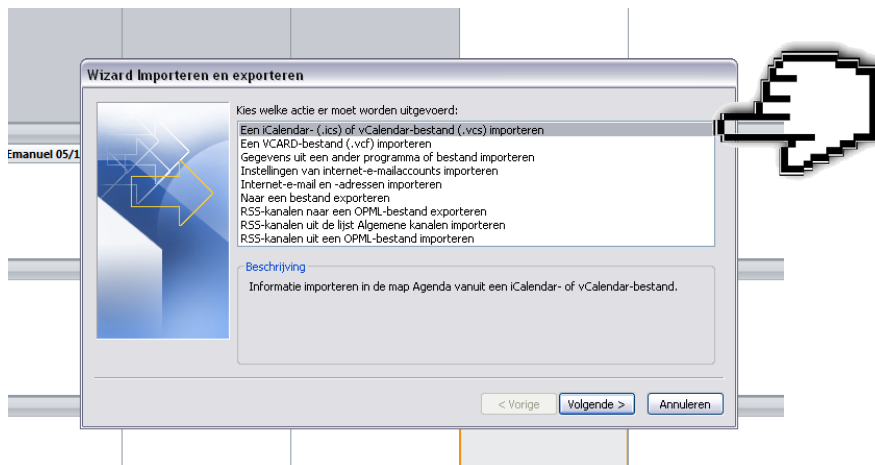 Wizard Importeren en exporteren
Kies welke actie er moet worden uitgevoerd:
Een iCalendar- (.ics) of vCalendar-bestand (.vcs) importeren
Een VCARD-bestand (.vcf) importeren
Gegevens uit een ander programma of bestand importeren
Instellingen van internet-e-mailaccounts importeren
Internet-e-mail en -adressen importeren
Naar een bestand exporteren
RSS-kanalen naar een OPML-bestand exporteren
RSS-kanalen uit de lijst Algemene kanalen importeren
RSS-kanalen uit een OPML-bestand importeren
Emanuel 05/1
Beschrijving
Informatie importeren in de map Agenda vanuit een iCalendar- of vCalendar-bestand.
< Vorige Volgende > Annuleren